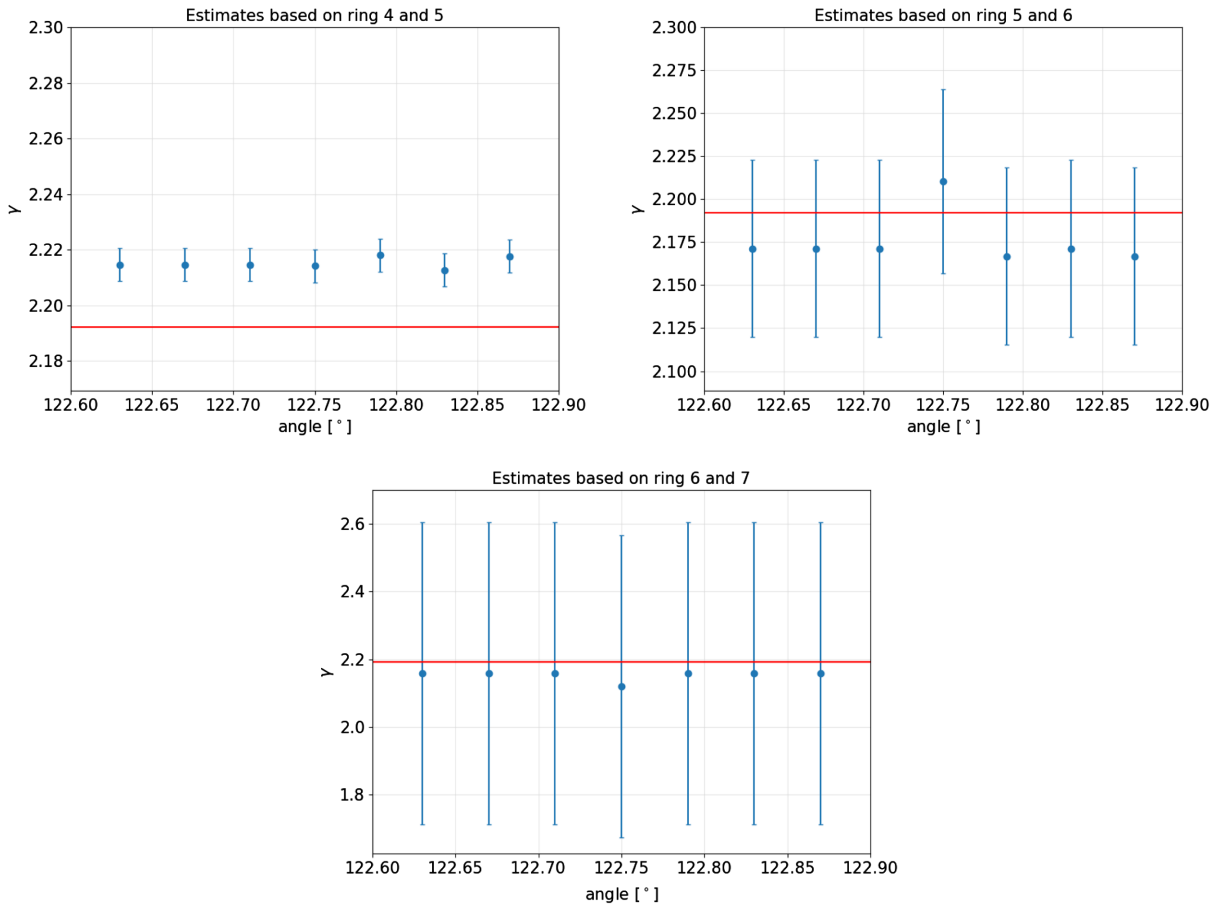 Estimates based on ring 4 and 5
2.30
2.28
2.26
2.24
2.22
2.20
2.18
γ
122.60 122.65 122.70 122.75 122.80 122.85 122.90
angle [°]
Estimates based on ring 5 and 6
2.300
2.275
2.250
2.225
2.200
2.175
2.150
2.125
2.100
γ
122.60 122.65 122.70 122.75 122.80 122.85 122.90
angle [°]
Estimates based on ring 6 and 7
2.6
2.4
2.2
2.0
1.8
γ
122.60 122.65 122.70 122.75 122.80 122.85 122.90
angle [°]